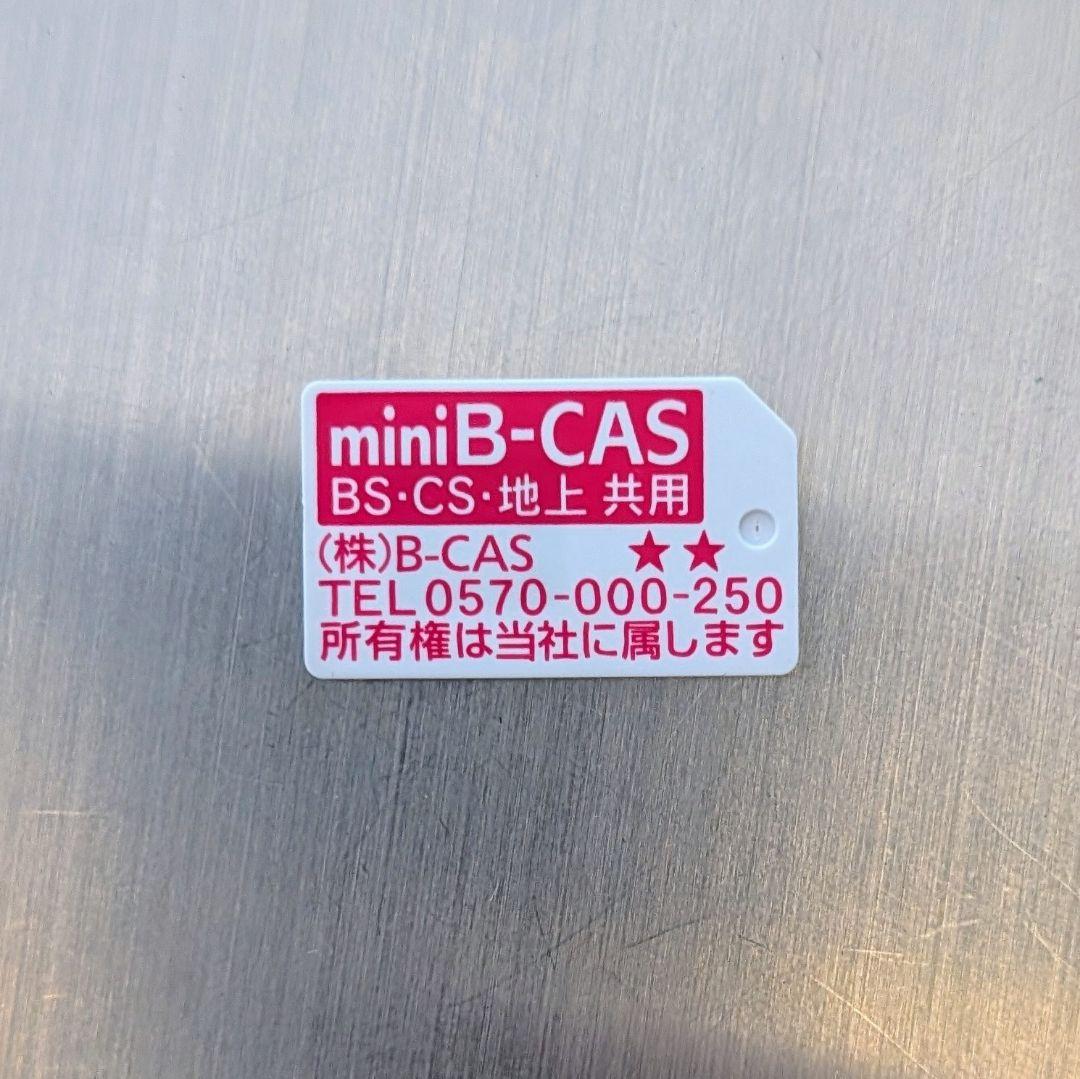 miniB-CAS
BS・CS・地上 共用
(株)B-CAS ★★
TEL 0570-000-250
所有権は当社に属します